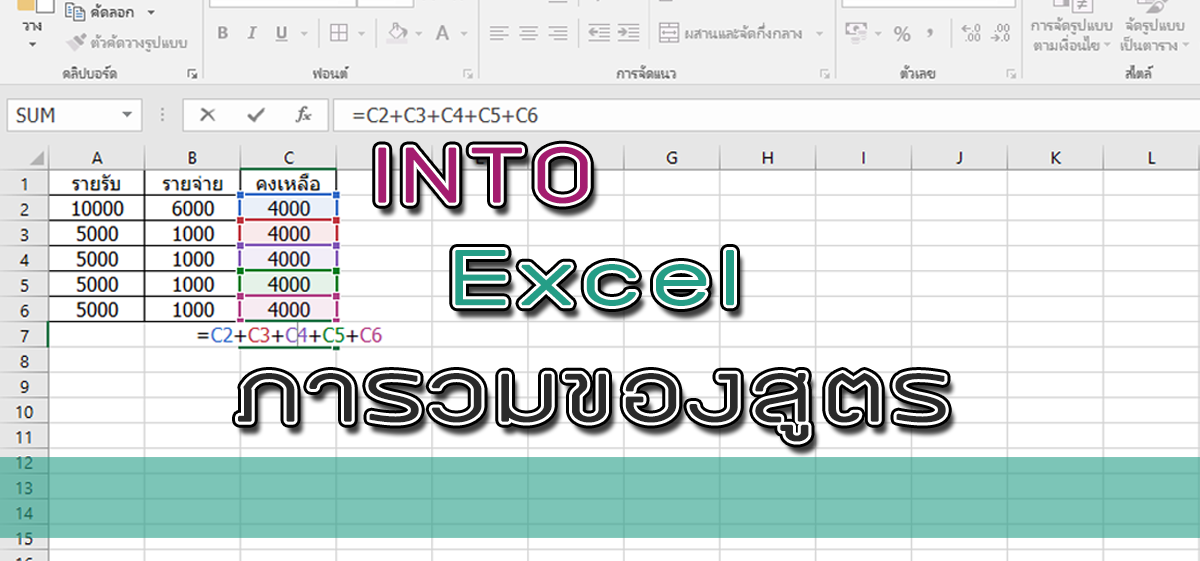 วาง
คัดลอก
ตัวคัดวางรูปแบบ
คลิปบอร์ด
B I U
A
ฟอนต์
ผสานและจัดกึ่งกลาง
การจัดแนว
% ,
ตัวเลข
การจัดรูปแบบ
ตามเงื่อนไข
จัดรูปแบบ
เป็นตาราง
สไตล์
SUM
fx
=C2+C3+C4+C5+C6
A B C G H I J K L
INTO
1 รายรับ รายจ่าย คงเหลือ
2 10000 6000 4000
3 5000 1000 4000
Excel
4 5000 1000 4000
5 5000 1000 4000
6 5000 1000 4000
7 =C2+C3+C4+C5+C6
8
ภารวมของสูตร
9
10
11
12
13
14
15